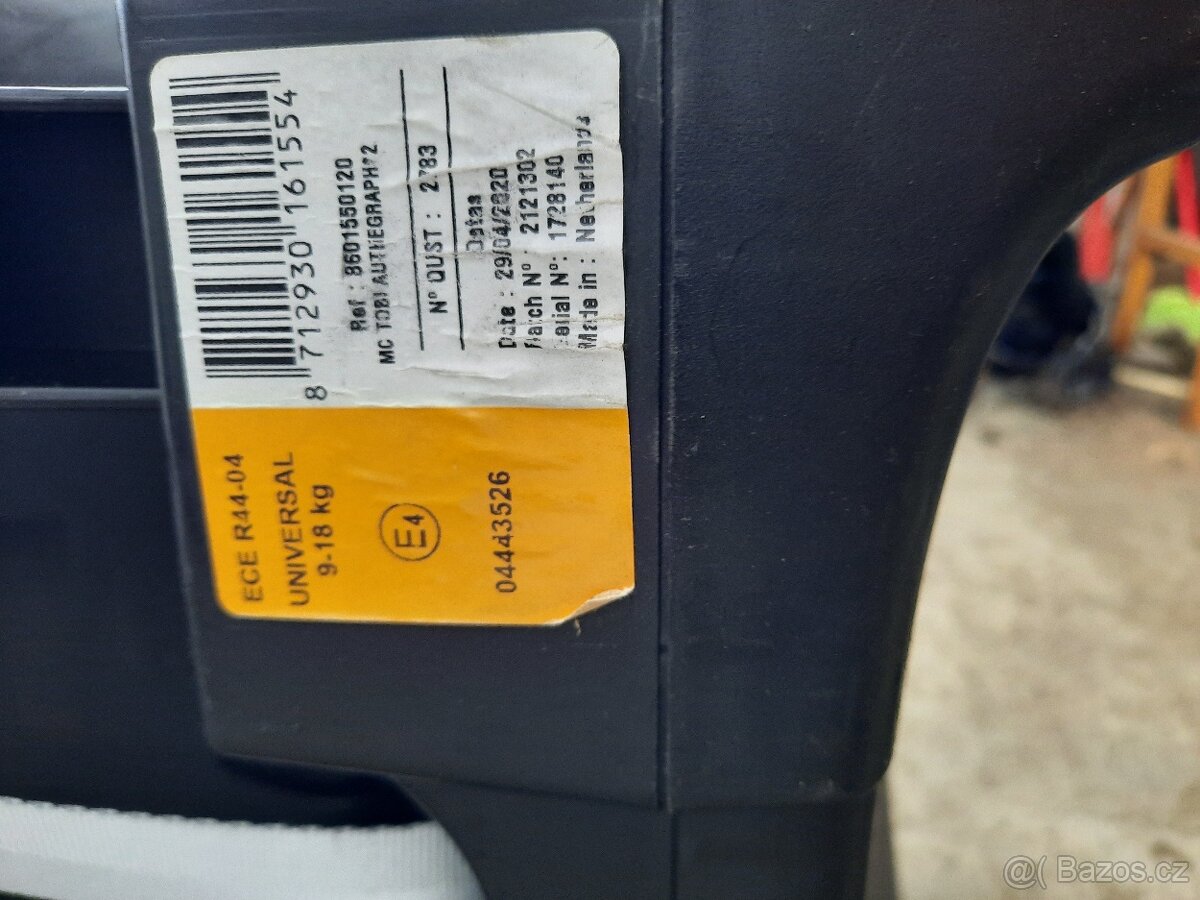 8 712930 161554
Ref : 8601550120
MC TOBI AUTHEGRAPH°2
N° OUST : 2783
Datas
Date : 29/04/2020
Batch N° : 2121302
Serial N°: 1728140
Made in : Netherlands
ECE R44-04
UNIVERSAL
9-18 kg
E4
04443526
@( Bazos.cz